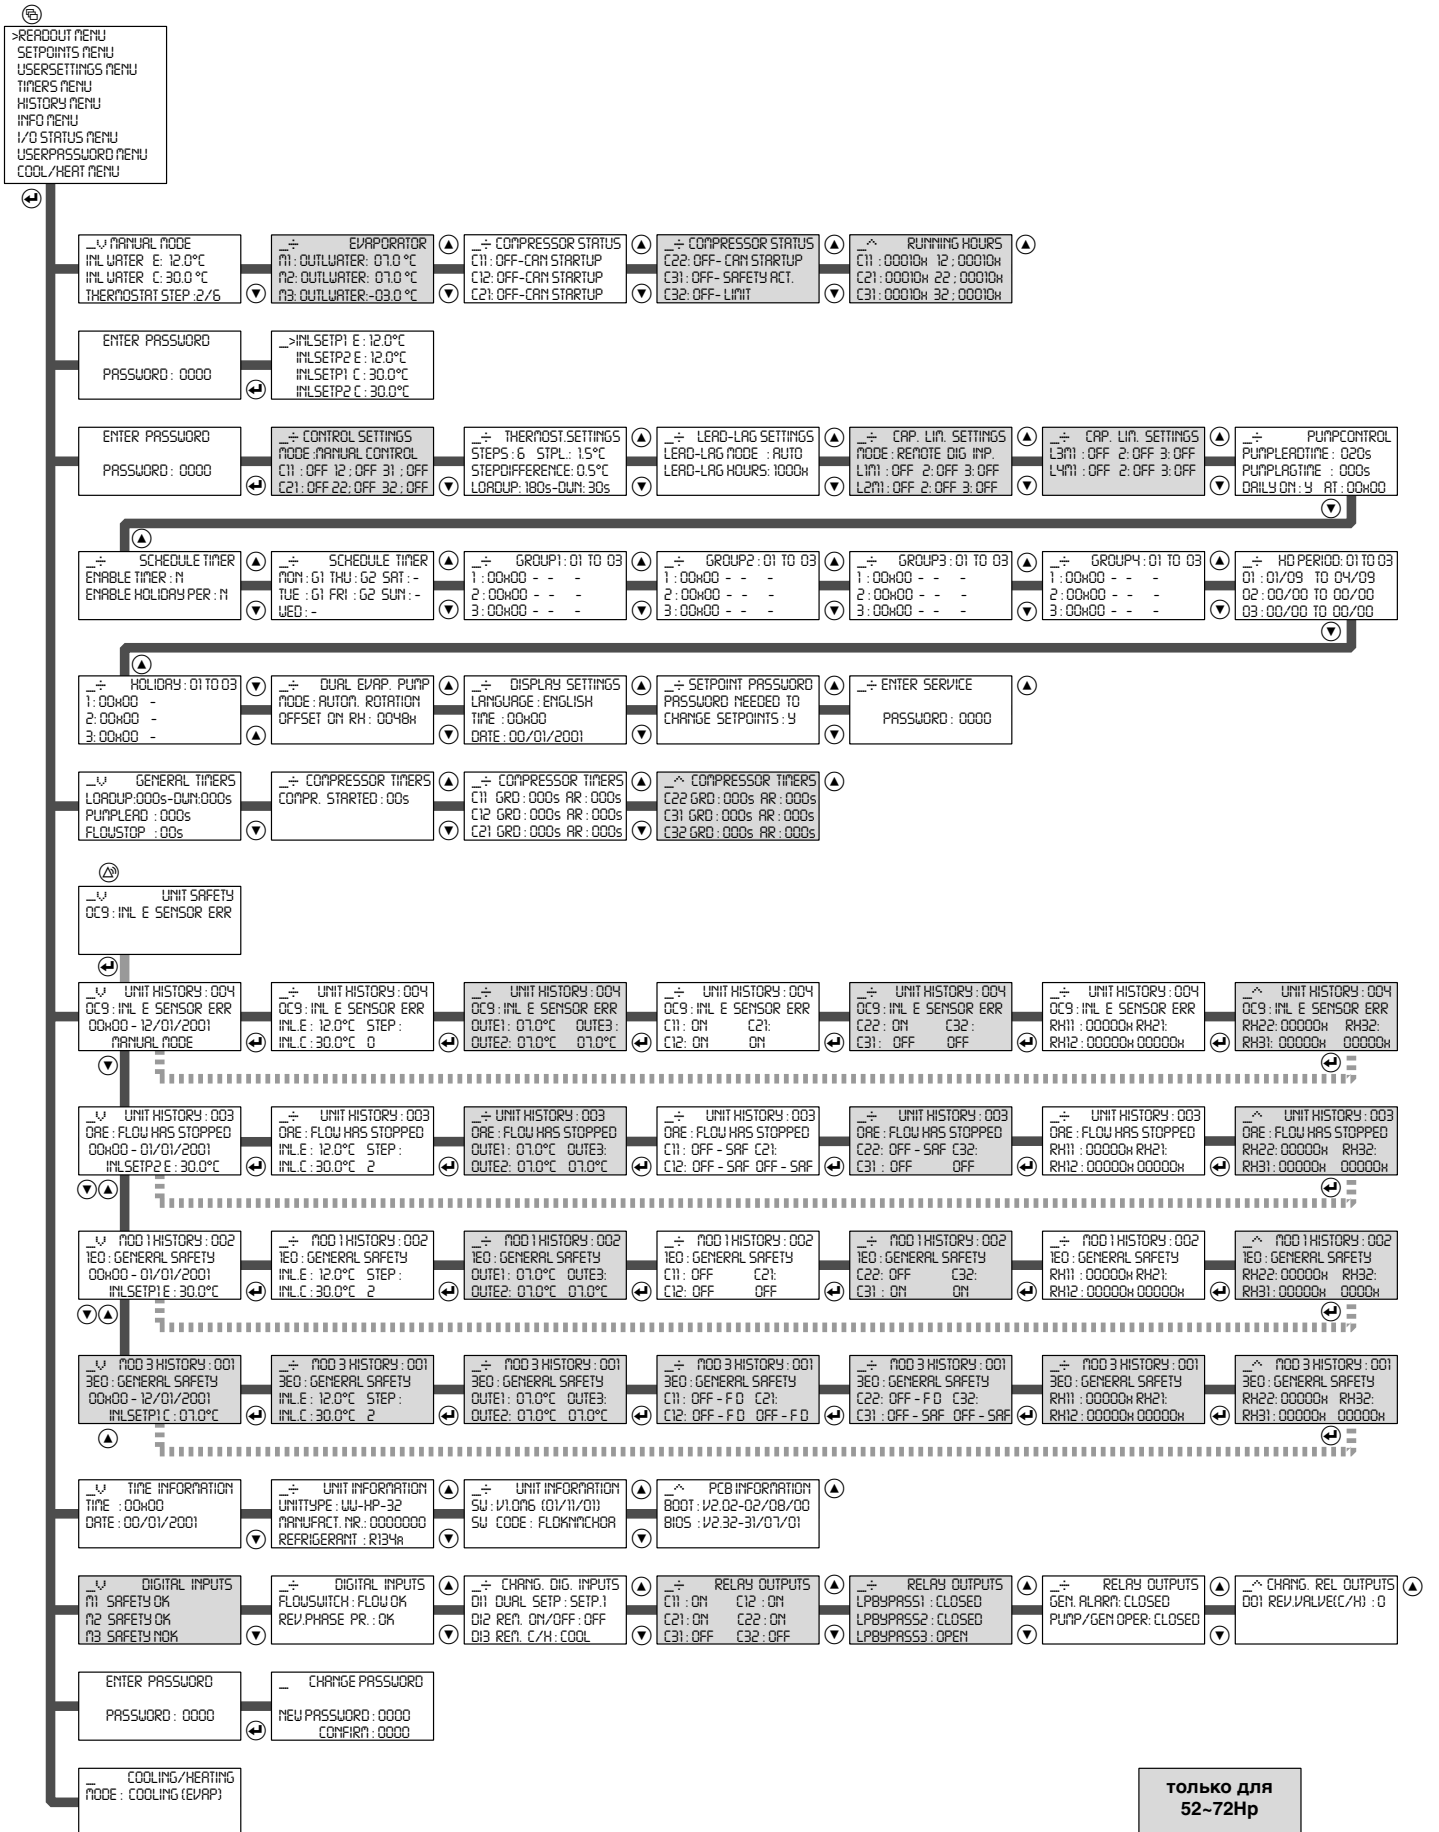 >READOUT MENU
SETPOINTS MENU
USERSETTINGS MENU
TIMERS MENU
HISTORY MENU
INFO MENU
I/O STATUS MENU
USERPASSWORD MENU
COOL/HEAT MENU
_v MANUAL MODE
INL WATER E: 12.0°C
INL WATER C: 30.0 °C
THERMOSTAT STEP :2/6
_÷ EVAPORATOR
M1: OUTLWATER: 07.0 °C
M2: OUTLWATER: 07.0 °C
M3: OUTLWATER:-03.0 °C
_÷ COMPRESSOR STATUS
C11: OFF-CAN STARTUP
C12: OFF-CAN STARTUP
C21: OFF-CAN STARTUP
_÷ COMPRESSOR STATUS
C22: OFF- CAN STARTUP
C31: OFF- SAFETY ACT.
C32: OFF- LIMIT
_^ RUNNING HOURS
C11 : 00010h 12 ; 00010h
C21 : 00010h 22 ; 00010h
C31 : 00010h 32 ; 00010h
ENTER PASSWORD
PASSWORD : 0000
_>INLSETP1 E : 12.0°C
INLSETP2 E : 12.0°C
INLSETP1 C : 30.0°C
INLSETP2 C : 30.0°C
ENTER PASSWORD
PASSWORD : 0000
_÷ CONTROL SETTINGS
MODE :MANUAL CONTROL
C11 : OFF 12 ; OFF 31 ; OFF
C21 : OFF 22; OFF 32 ; OFF
_÷ THERMOST.SETTINGS
STEPS : 6 STPL.: 1.5°C
STEPDIFFERENCE: 0.5°C
LOADUP: 180s-DWN: 30s
_÷ LEAD-LAG SETTINGS
LEAD-LAG MODE : AUTO
LEAD-LAG HOURS: 1000h
_÷ CAP. LIM. SETTINGS
MODE : REMOTE DIG INP.
L1M1 : OFF 2: OFF 3: OFF
L2M1 : OFF 2: OFF 3: OFF
_÷ CAP. LIM. SETTINGS
L3M1 : OFF 2: OFF 3: OFF
L4M1 : OFF 2: OFF 3: OFF
_÷ PUMPCONTROL
PUMPLEADTIME : 020s
PUMPLAGTIME : 000s
DAILY ON : Y AT : 00h00
_÷ SCHEDULE TIMER
ENABLE TIMER : N
ENABLE HOLIDAY PER : N
_÷ SCHEDULE TIMER
MON : G1 THU : G2 SAT : -
TUE : G1 FRI : G2 SUN : -
WED : -
_÷ GROUP1 : 01 TO 03
1 : 00h00 - - -
2 : 00h00 - - -
3 : 00h00 - - -
_÷ GROUP2 : 01 TO 03
1 : 00h00 - - -
2 : 00h00 - - -
3 : 00h00 - - -
_÷ GROUP3 : 01 TO 03
1 : 00h00 - - -
2 : 00h00 - - -
3 : 00h00 - - -
_÷ GROUP4 : 01 TO 03
1 : 00h00 - - -
2 : 00h00 - - -
3 : 00h00 - - -
_÷ HD PERIOD: 01 TO 03
01 : 01/09 TO 04/09
02 : 00/00 TO 00/00
03 : 00/00 TO 00/00
_÷ HOLIDAY : 01 TO 03
1: 00h00 -
2: 00h00 -
3: 00h00 -
_÷ DUAL EVAP. PUMP
MODE : AUTOM. ROTATION
OFFSET ON RH : 0048h
_÷ DISPLAY SETTINGS
LANGUAGE : ENGLISH
TIME : 00h00
DATE : 00/01/2001
_÷ SETPOINT PASSWORD
PASSWORD NEEDED TO
CHANGE SETPOINTS : Y
_÷ ENTER SERVICE
PASSWORD : 0000
_v GENERAL TIMERS
LOADUP:000s-DWN:000s
PUMPLEAD : 000s
FLOWSTOP : 00s
_÷ COMPRESSOR TIMERS
COMPR. STARTED : 00s
_÷ COMPRESSOR TIMERS
C11 GRD : 000s AR : 000s
C12 GRD : 000s AR : 000s
C21 GRD : 000s AR : 000s
_^ COMPRESSOR TIMERS
C22 GRD : 000s AR : 000s
C31 GRD : 000s AR : 000s
C32 GRD : 000s AR : 000s
_v UNIT SAFETY
0C9 : INL E SENSOR ERR
_v UNIT HISTORY : 004
0C9 : INL E SENSOR ERR
00h00 - 12/01/2001
MANUAL MODE
_÷ UNIT HISTORY : 004
0C9 : INL E SENSOR ERR
INL.E : 12.0°C STEP :
INL.C : 30.0°C 0
_÷ UNIT HISTORY : 004
0C9 : INL E SENSOR ERR
OUTE1: 07.0°C OUTE3 :
OUTE2: 07.0°C 07.0°C
_÷ UNIT HISTORY : 004
0C9 : INL E SENSOR ERR
C11 : ON C21:
C12: ON ON
_÷ UNIT HISTORY : 004
0C9 : INL E SENSOR ERR
C22 : ON C32 :
C31 : OFF OFF
_÷ UNIT HISTORY : 004
0C9 : INL E SENSOR ERR
RH11 : 00000h RH21:
RH12 : 00000h 00000h
_^ UNIT HISTORY : 004
0C9 : INL E SENSOR ERR
RH22: 00000h RH32:
RH31: 00000h 00000h
_v UNIT HISTORY : 003
0AE : FLOW HAS STOPPED
00h00 - 01/01/2001
INLSETP2 E : 30.0°C
_÷ UNIT HISTORY : 003
0AE : FLOW HAS STOPPED
INL.E : 12.0°C STEP :
INL.C : 30.0°C 2
_÷ UNIT HISTORY : 003
0AE : FLOW HAS STOPPED
OUTE1: 07.0°C OUTE3:
OUTE2: 07.0°C 07.0°C
_÷ UNIT HISTORY : 003
0AE : FLOW HAS STOPPED
C11 : OFF - SAF C21:
C12: OFF - SAF OFF - SAF
_÷ UNIT HISTORY : 003
0AE : FLOW HAS STOPPED
C22: OFF - SAF C32:
C31 : OFF OFF
_÷ UNIT HISTORY : 003
0AE : FLOW HAS STOPPED
RH11 : 00000h RH21:
RH12 : 00000h 00000h
_^ UNIT HISTORY : 003
0AE : FLOW HAS STOPPED
RH22: 00000h RH32:
RH31: 00000h 00000h
_v MOD 1 HISTORY : 002
1E0 : GENERAL SAFETY
00h00 - 01/01/2001
INLSETP1 E : 30.0°C
_÷ MOD 1 HISTORY : 002
1E0 : GENERAL SAFETY
INL.E : 12.0°C STEP :
INL.C : 30.0°C 2
_÷ MOD 1 HISTORY : 002
1E0 : GENERAL SAFETY
OUTE1: 07.0°C OUTE3:
OUTE2: 07.0°C 07.0°C
_÷ MOD 1 HISTORY : 002
1E0 : GENERAL SAFETY
C11 : OFF C21:
C12: OFF OFF
_÷ MOD 1 HISTORY : 002
1E0 : GENERAL SAFETY
C22: OFF C32:
C31 : ON ON
_÷ MOD 1 HISTORY : 002
1E0 : GENERAL SAFETY
RH11 : 00000h RH21:
RH12 : 00000h 00000h
_^ MOD 1 HISTORY : 002
1E0 : GENERAL SAFETY
RH22: 00000h RH32:
RH31: 00000h 0000h
_v MOD 3 HISTORY : 001
3E0 : GENERAL SAFETY
00h00 - 12/01/2001
INLSETP1 C : 07.0°C
_÷ MOD 3 HISTORY : 001
3E0 : GENERAL SAFETY
INL.E : 12.0°C STEP :
INL.C : 30.0°C 2
_÷ MOD 3 HISTORY : 001
3E0 : GENERAL SAFETY
OUTE1: 07.0°C OUTE3:
OUTE2: 07.0°C 07.0°C
_÷ MOD 3 HISTORY : 001
3E0 : GENERAL SAFETY
C11 : OFF - F D C21:
C12: OFF - F D OFF - F D
_÷ MOD 3 HISTORY : 001
3E0 : GENERAL SAFETY
C22: OFF - F D C32:
C31 : OFF - SAF OFF - SAF
_÷ MOD 3 HISTORY : 001
3E0 : GENERAL SAFETY
RH11 : 00000h RH21:
RH12 : 00000h 00000h
_^ MOD 3 HISTORY : 001
3E0 : GENERAL SAFETY
RH22: 00000h RH32:
RH31: 00000h 00000h
_v TIME INFORMATION
TIME : 00h00
DATE : 00/01/2001
_÷ UNIT INFORMATION
UNITTYPE : WW-HP-32
MANUFACT. NR.: 0000000
REFRIGERANT : R134a
_÷ UNIT INFORMATION
SW : V1.0M6 (01/11/01)
SW CODE : FLDKNMCHOA
_^ PCB INFORMATION
BOOT : V2.02-02/08/00
BIOS : V2.32-31/07/01
_v DIGITAL INPUTS
M1 SAFETY OK
M2 SAFETY OK
M3 SAFETY NOK
_÷ DIGITAL INPUTS
FLOWSWITCH : FLOW OK
REV.PHASE PR. : OK
_÷ CHANG. DIG. INPUTS
DI1 DUAL SETP : SETP.1
DI2 REM. ON/OFF : OFF
DI3 REM. C/H : COOL
_÷ RELAY OUTPUTS
C11 : ON C12 : ON
C21 : ON C22 : ON
C31 : OFF C32 : OFF
_÷ RELAY OUTPUTS
LPBYPASS1 : CLOSED
LPBYPASS2 : CLOSED
LPBYPASS3 : OPEN
_÷ RELAY OUTPUTS
GEN. ALARM: CLOSED
PUMP/GEN OPER: CLOSED
_^ CHANG. REL OUTPUTS
DO1 REV.VALVE(C/H) : 0
ENTER PASSWORD
PASSWORD : 0000
_ CHANGE PASSWORD
NEW PASSWORD : 0000
CONFIRM : 0000
_ COOLING/HEATING
MODE : COOLING (EVAP)
только для
52~72Hp